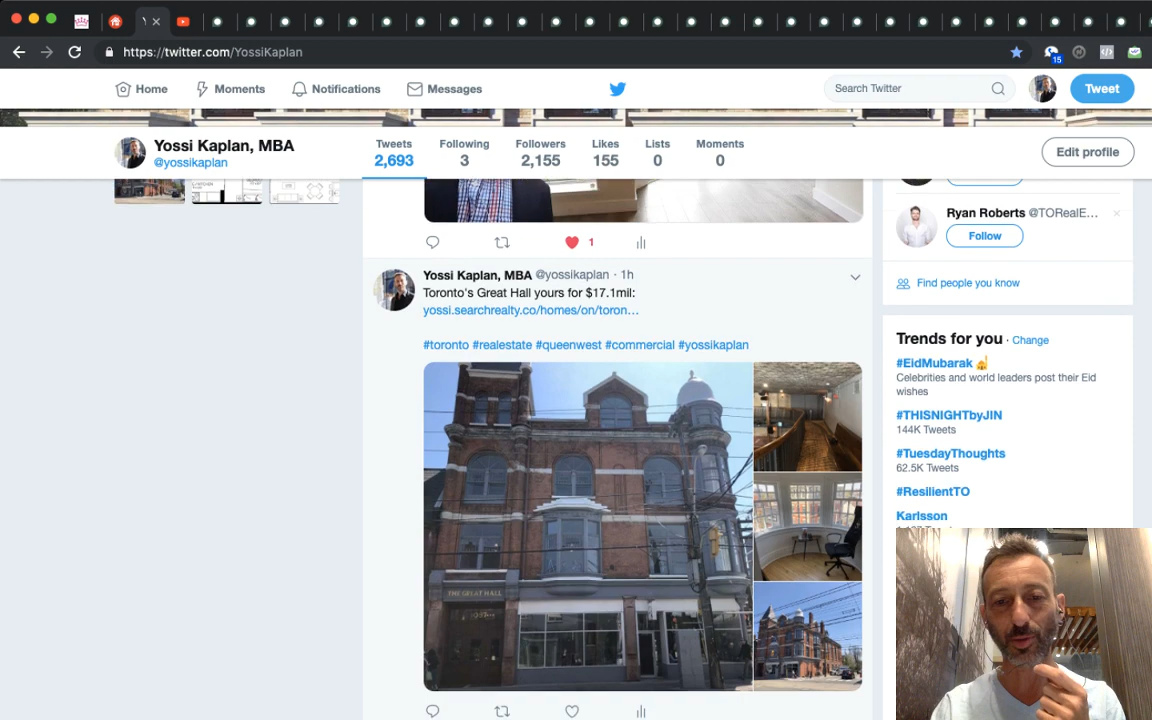 https://twitter.com/YossiKaplan
15
Home
Moments
Notifications
Messages
Search Twitter
Tweet
Yossi Kaplan, MBA
@yossikaplan
Tweets
2,693
Following
3
Followers
2,155
Likes
155
Lists
0
Moments
0
Edit profile
1
Yossi Kaplan, MBA @yossikaplan · 1h
Toronto's Great Hall yours for $17.1mil:
yossi.searchrealty.co/homes/on/toron…
#toronto #realestate #queenwest #commercial #yossikaplan
THE GREAT HALL
Ryan Roberts @TORealE...
Follow
Find people you know
Trends for you · Change
#EidMubarak
Celebrities and world leaders post their Eid
wishes
#THISNIGHTbyJIN
144K Tweets
#TuesdayThoughts
62.5K Tweets
#ResilientTO
Karlsson